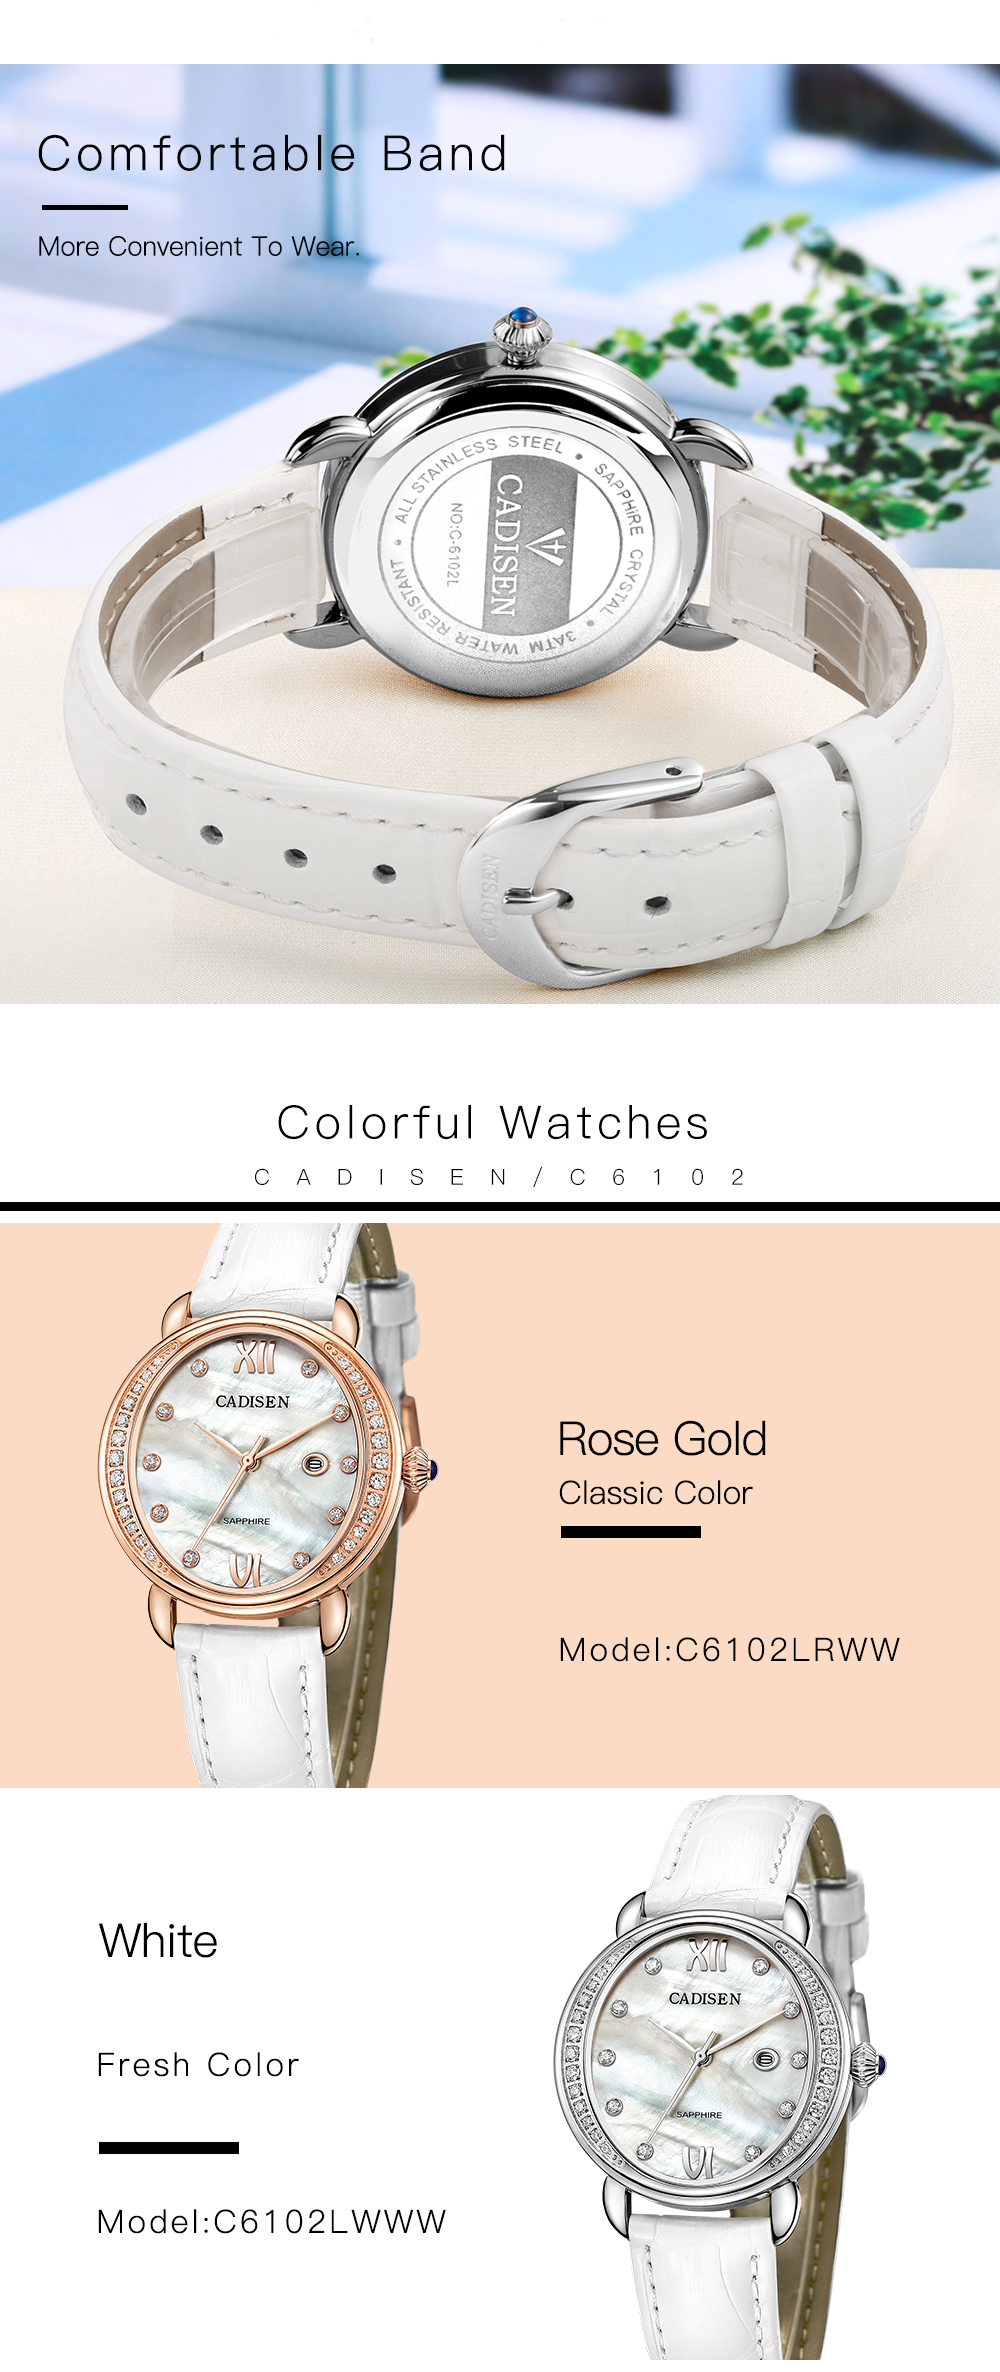 Comfortable Band
More Convenient To Wear.
ALL STAINLESS STEEL • SAPPHIRE CRYSTAL • 3ATM WATER RESISTANT •
CADISEN
NO:C-6102L
CADISEN
Colorful Watches
CADISEN/C6102
XII
CADISEN
8
SAPPHIRE
VI
Rose Gold
Classic Color
Model:C6102LRWW
White
Fresh Color
Model:C6102LWWW
XII
CADISEN
8
SAPPHIRE
VI